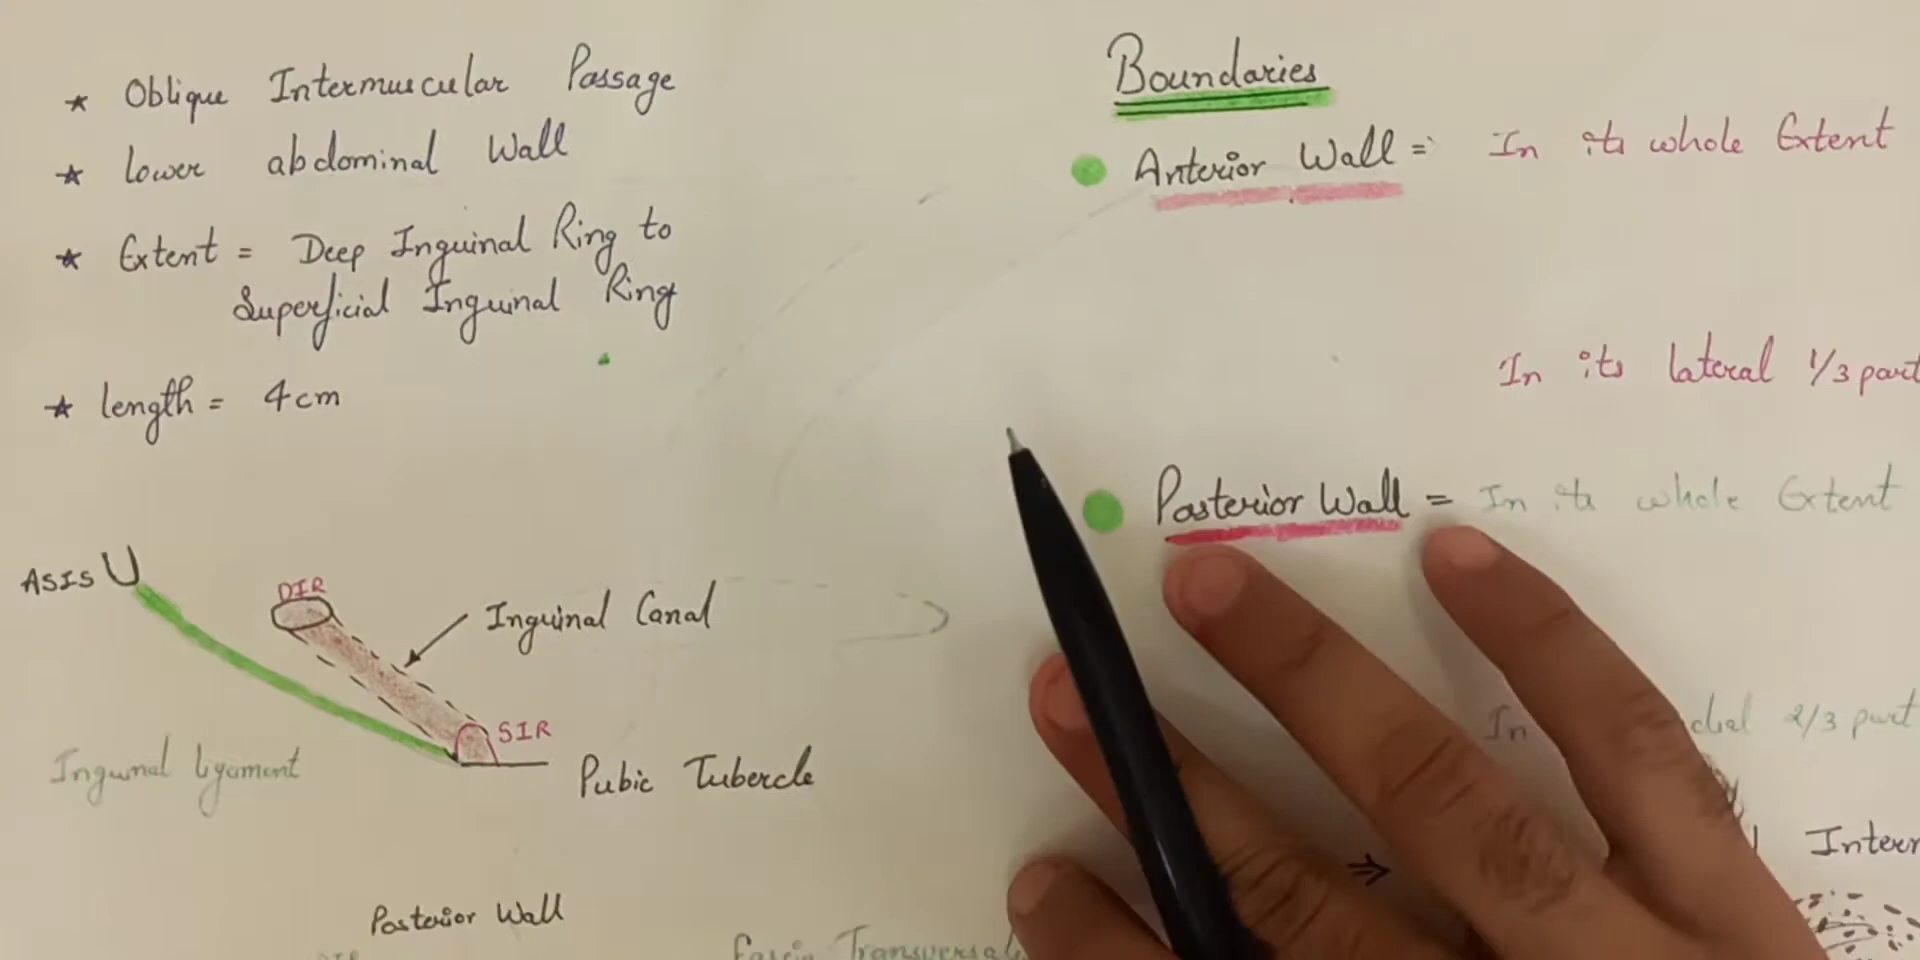 ★ Oblique Intermuscular Passage
★ lower abdominal Wall
★ Extent = Deep Inguinal Ring to
Superficial Inguinal Ring
★ length = 4cm
ASIS
DIR
Inguinal Canal
SIR
Inguinal ligament
Pubic Tubercle
Posterior Wall
Fascia Transversal
Boundaries
Anterior Wall = In its whole Extent
In its lateral 1/3 part
Posterior Wall = In its whole Extent
In 2/3 part